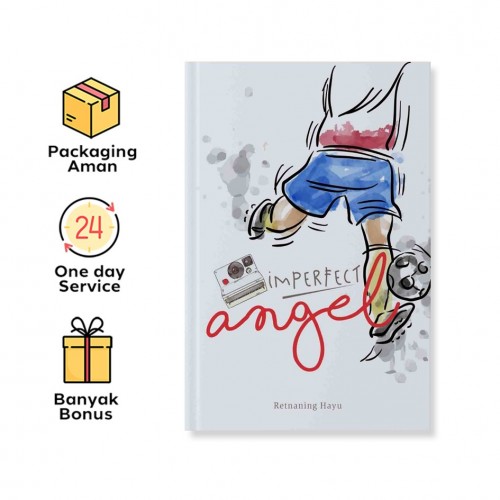 Packaging
Aman
24
One day
Service
Banyak
Bonus
imPERFECT
angel
Retnaning Hayu